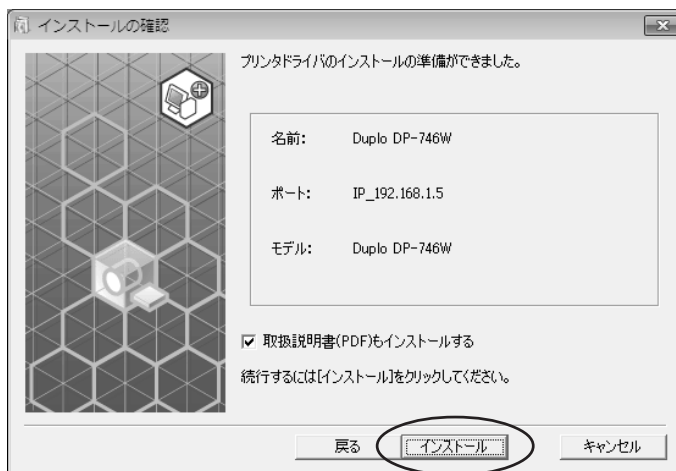 インストールの確認
プリンタドライバのインストールの準備ができました。
名前: Duplo DP-746W
ポート: IP_192.168.1.5
モデル: Duplo DP-746W
取扱説明書(PDF)もインストールする
続行するには[インストール]をクリックしてください。
戻る インストール キャンセル